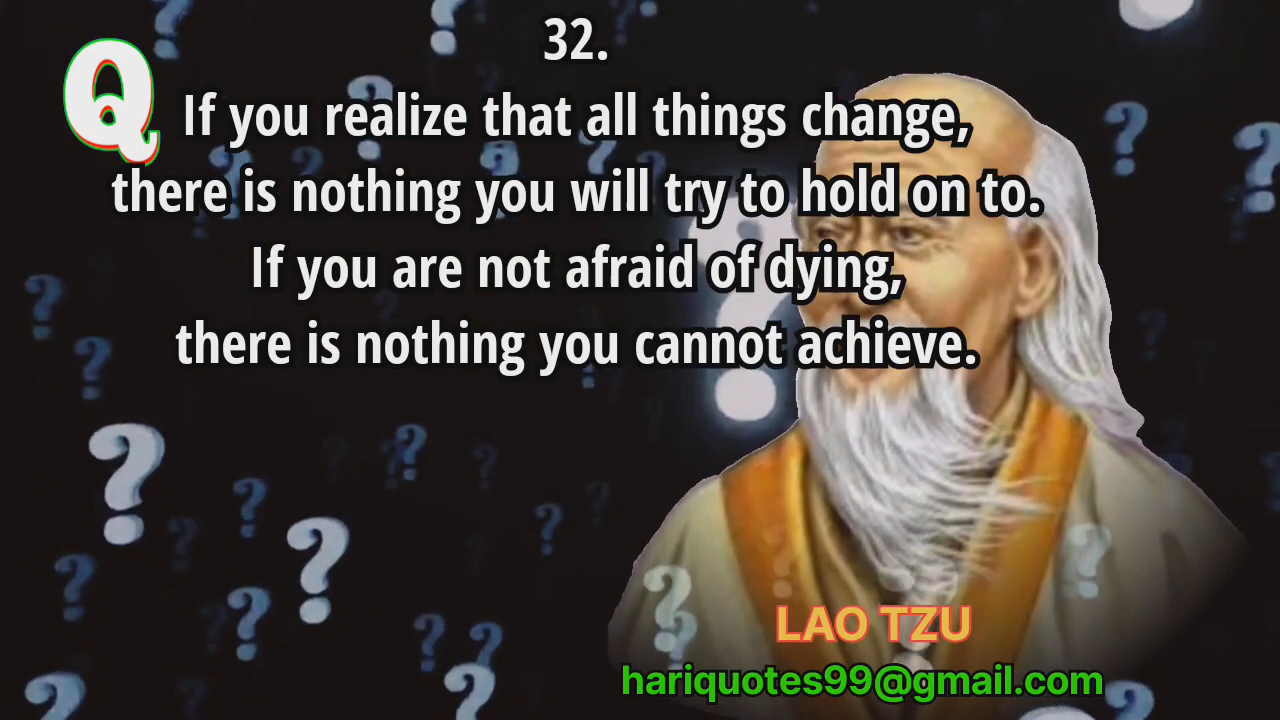 32.
Q
If you realize that all things change,
there is nothing you will try to hold on to.
If you are not afraid of dying,
there is nothing you cannot achieve.
LAO TZU
hariquotes99@gmail.com